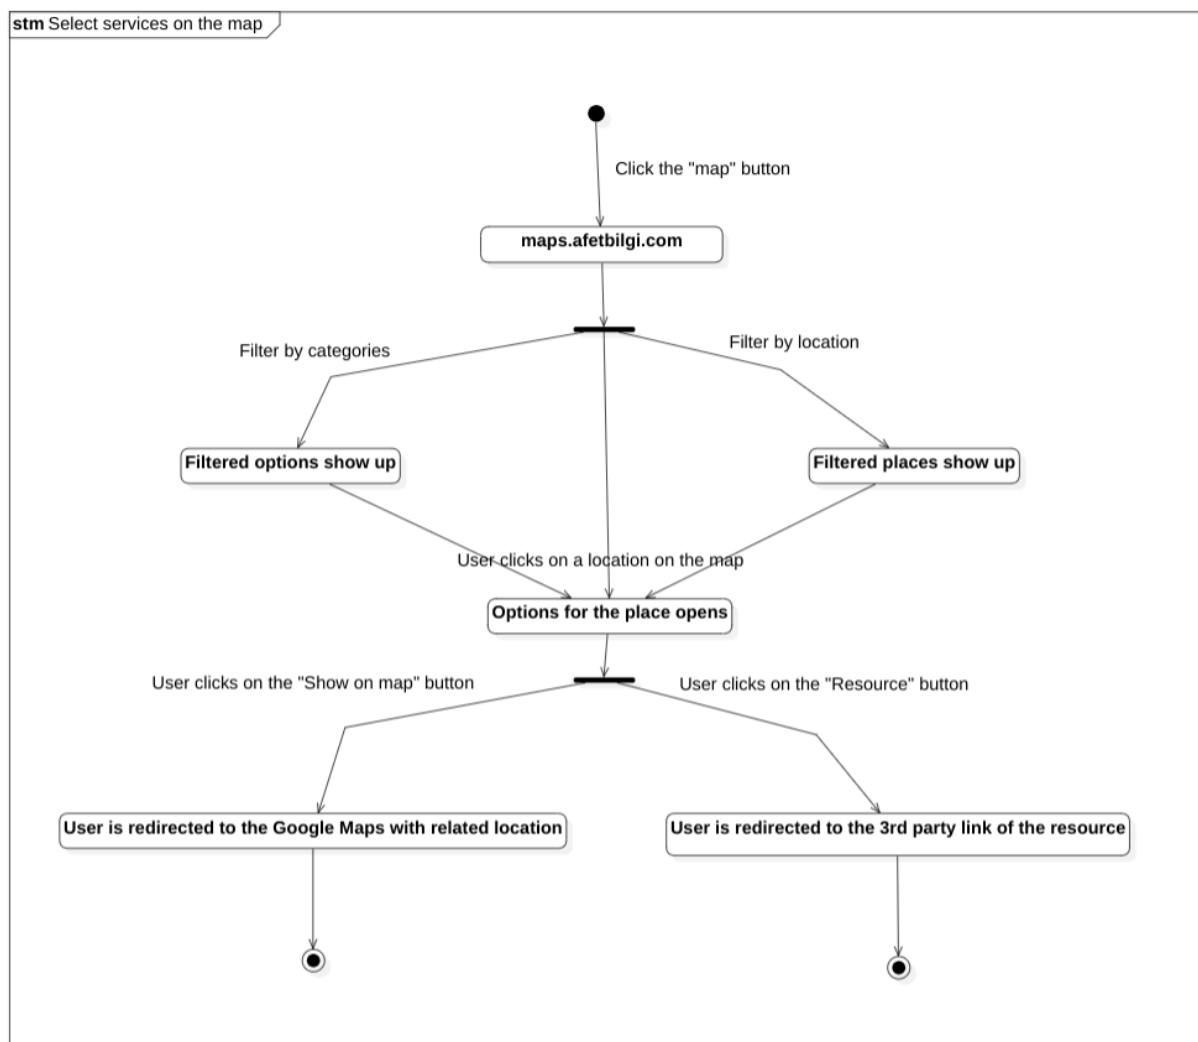 stm Select services on the map
Click the "map" button
maps.afetbilgi.com
Filter by categories
Filter by location
Filtered options show up
Filtered places show up
User clicks on a location on the map
Options for the place opens
User clicks on the "Show on map" button
User clicks on the "Resource" button
User is redirected to the Google Maps with related location
User is redirected to the 3rd party link of the resource